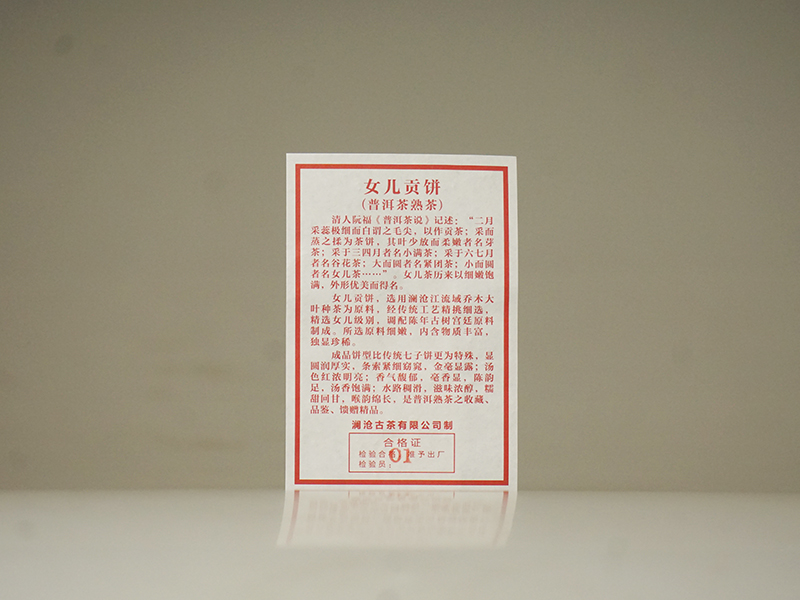 女儿贡饼
（普洱茶熟茶）
清人阮福《普洱茶说》记述：“二月
采蕊极细而白谓之毛尖，以作贡茶；采而
蒸之揉为茶饼，其叶少放而柔嫩者名芽
茶；采于三四月者名小满茶；采于六七月
者名谷花茶；大而圆者名紧团茶；小而圆
者名女儿茶……”。女儿茶历来以细嫩饱
满，外形优美而得名。
女儿贡饼，选用澜沧江流域乔木大
叶种茶为原料，经传统工艺精挑细选，
精选女儿级别，调配陈年古树宫廷原料
制成。所选原料细嫩，内含物质丰富，
独显珍稀。
成品饼型比传统七子饼更为特殊，显
圆润厚实，条索紧细窈窕，金毫显露；汤
色红浓明亮；香气馥郁，毫香显，陈韵
足，汤香饱满；水路稠滑，滋味浓醇，糯
甜回甘，喉韵绵长，是普洱熟茶之收藏、
品鉴、馈赠精品。
澜沧古茶有限公司制
合格证
检验合格 准予出厂
检验员：01